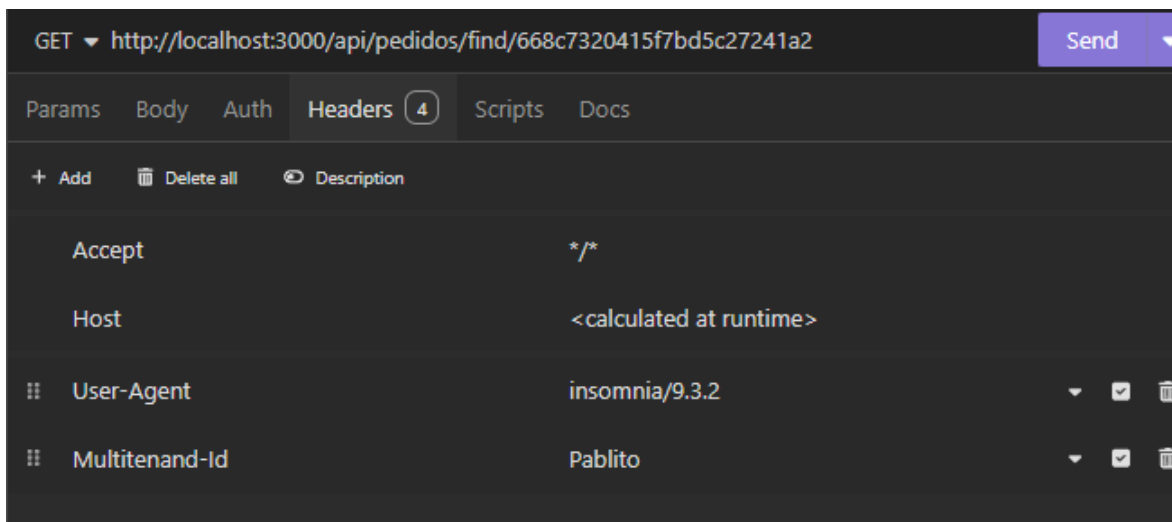 GET http://localhost:3000/api/pedidos/find/668c7320415f7bd5c27241a2 Send
Params Body Auth Headers 4 Scripts Docs
+ Add Delete all Description
Accept */*
Host <calculated at runtime>
User-Agent insomnia/9.3.2
Multitenand-Id Pablito